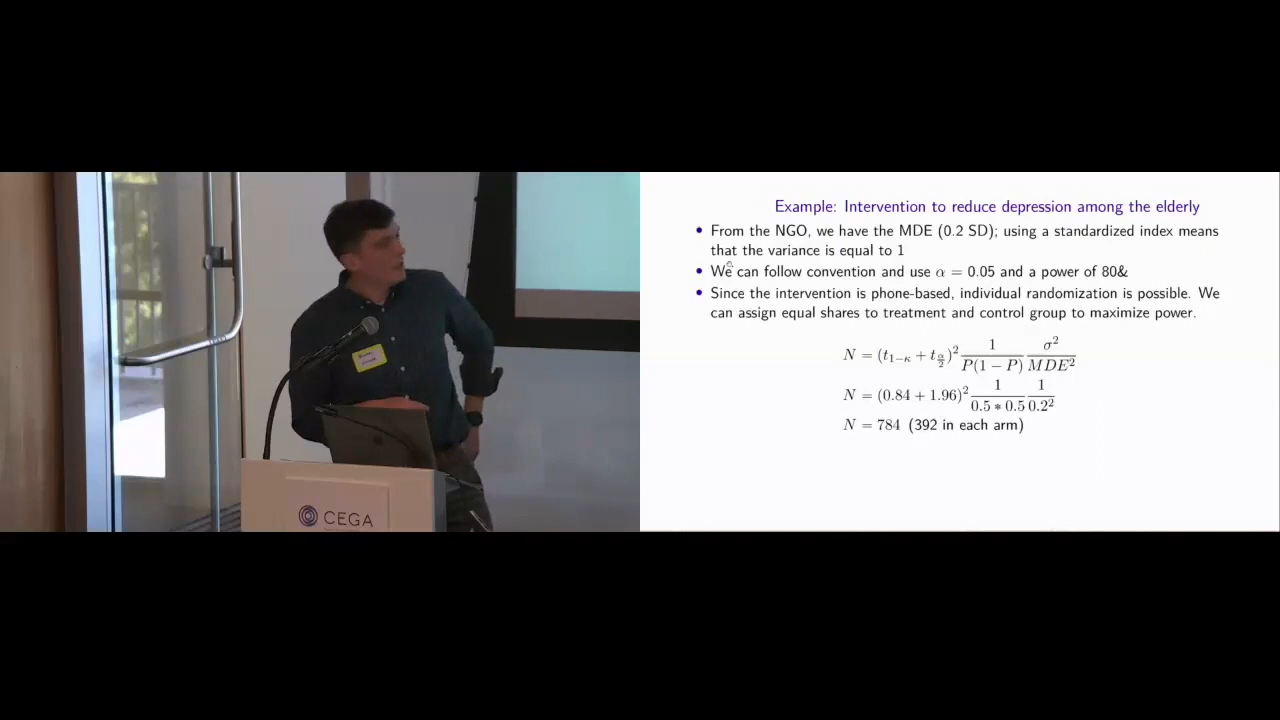 Example: Intervention to reduce depression among the elderly
• From the NGO, we have the MDE (0.2 SD); using a standardized index means
that the variance is equal to 1
• We can follow convention and use α = 0.05 and a power of 80&
• Since the intervention is phone-based, individual randomization is possible. We
can assign equal shares to treatment and control group to maximize power.
N = (t_{1−κ} + t_{α/2})² 1/P(1 − P) σ²/MDE²
N = (0.84 + 1.96)² 1/0.5 ∗ 0.5 1/0.2²
N = 784 (392 in each arm)
CEGA